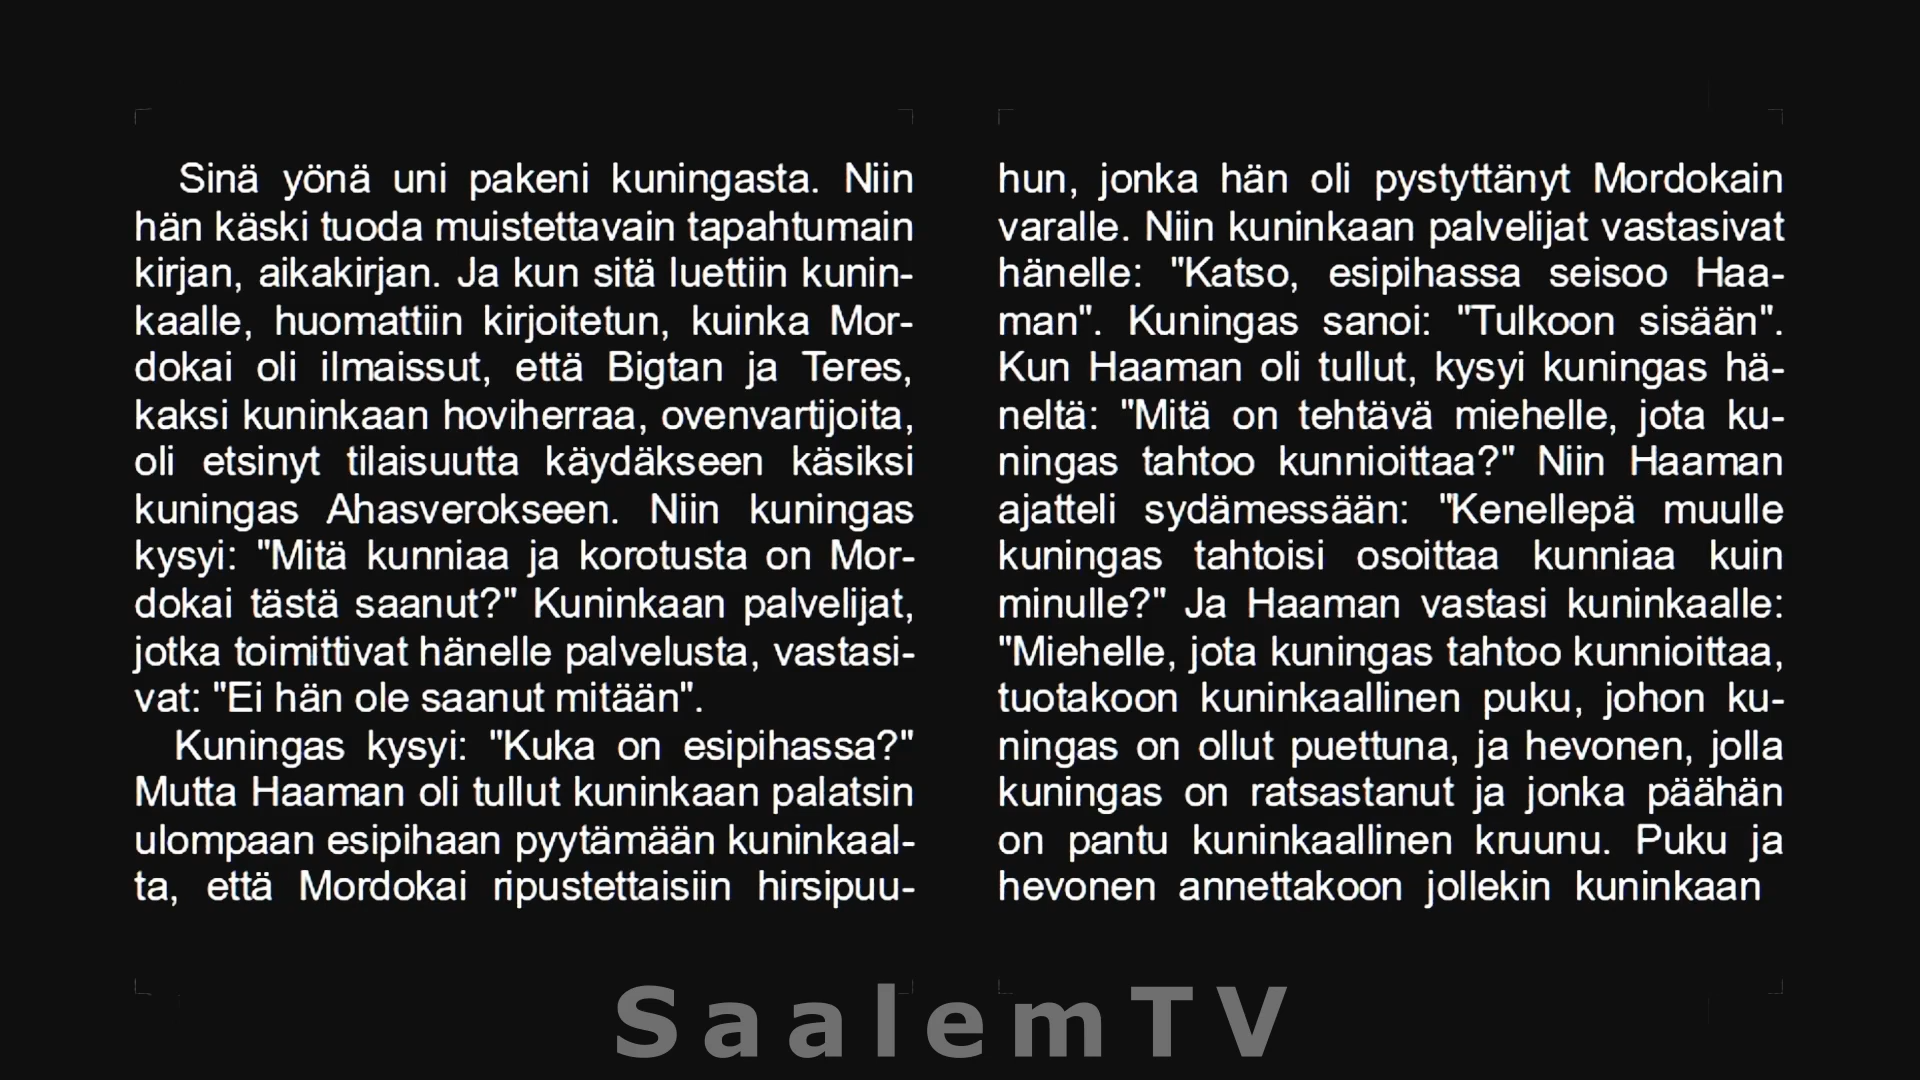 Sinä yönä uni pakeni kuningasta. Niin
hän käski tuoda muistettavain tapahtumain
kirjan, aikakirjan. Ja kun sitä luettiin kunin-
kaalle, huomattiin kirjoitetun, kuinka Mor-
dokai oli ilmaissut, että Bigtan ja Teres,
kaksi kuninkaan hoviherraa, ovenvartijoita,
oli etsinyt tilaisuutta käydäkseen käsiksi
kuningas Ahasverokseen. Niin kuningas
kysyi: "Mitä kunniaa ja korotusta on Mor-
dokai tästä saanut?" Kuninkaan palvelijat,
jotka toimittivat hänelle palvelusta, vastasi-
vat: "Ei hän ole saanut mitään".
Kuningas kysyi: "Kuka on esipihassa?"
Mutta Haaman oli tullut kuninkaan palatsin
ulompaan esipihaan pyytämään kuninkaal-
ta, että Mordokai ripustettaisiin hirsipuu-
hun, jonka hän oli pystyttänyt Mordokain
varalle. Niin kuninkaan palvelijat vastasivat
hänelle: "Katso, esipihassa seisoo Haa-
man". Kuningas sanoi: "Tulkoon sisään".
Kun Haaman oli tullut, kysyi kuningas hä-
neltä: "Mitä on tehtävä miehelle, jota ku-
ningas tahtoo kunnioittaa?" Niin Haaman
ajatteli sydämessään: "Kenellepä muulle
kuningas tahtoisi osoittaa kunniaa kuin
minulle?" Ja Haaman vastasi kuninkaalle:
"Miehelle, jota kuningas tahtoo kunnioittaa,
tuotakoon kuninkaallinen puku, johon ku-
ningas on ollut puettuna, ja hevonen, jolla
kuningas on ratsastanut ja jonka päähän
on pantu kuninkaallinen kruunu. Puku ja
hevonen annettakoon jollekin kuninkaan
SaalemTV